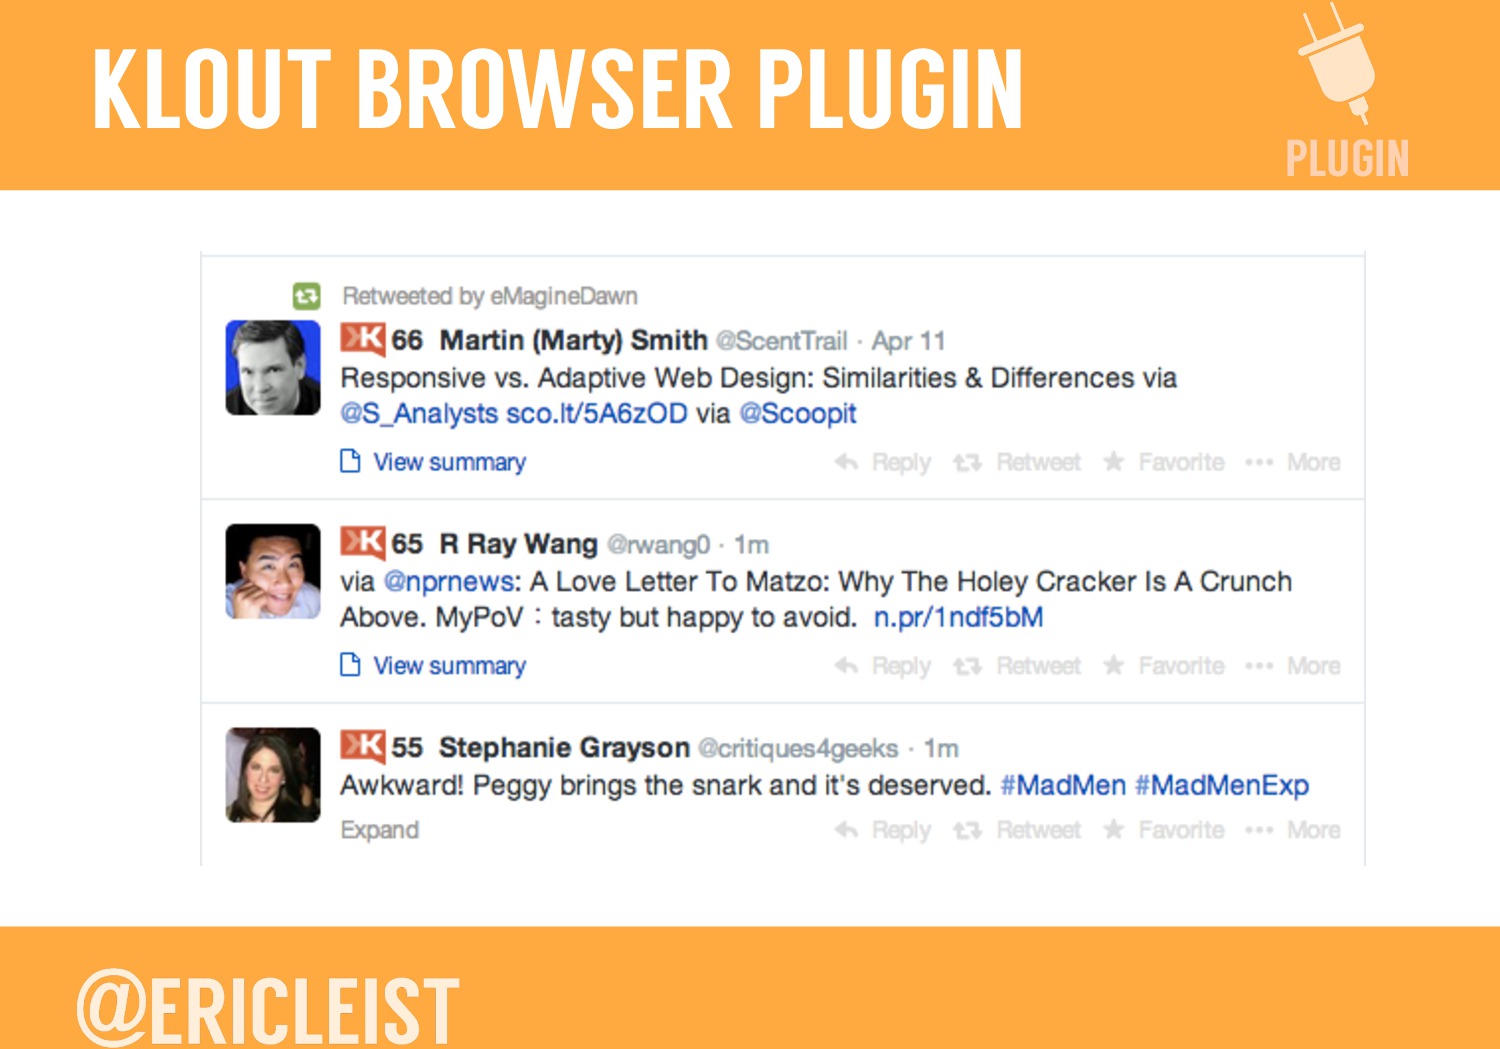 KLOUT BROWSER PLUGIN
PLUGIN
Retweeted by eMagineDawn
K 66 Martin (Marty) Smith @ScentTrail · Apr 11
Responsive vs. Adaptive Web Design: Similarities & Differences via
@S_Analysts sco.lt/5A6zOD via @Scoopit
View summary Reply Retweet Favorite ••• More
K 65 R Ray Wang @rwang0 · 1m
via @nprnews: A Love Letter To Matzo: Why The Holey Cracker Is A Crunch
Above. MyPoV : tasty but happy to avoid. n.pr/1ndf5bM
View summary Reply Retweet Favorite ••• More
K 55 Stephanie Grayson @critiques4geeks · 1m
Awkward! Peggy brings the snark and it's deserved. #MadMen #MadMenExp
Expand Reply Retweet Favorite ••• More
@ERICLEIST